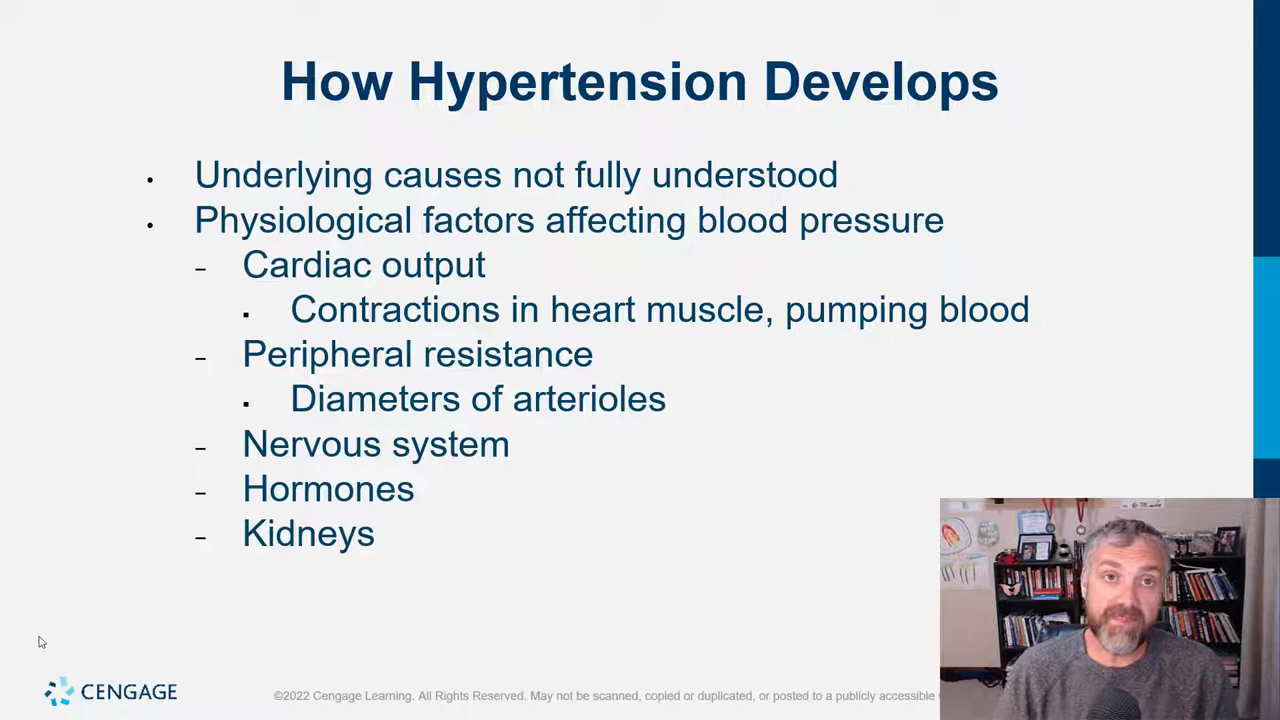 How Hypertension Develops
• Underlying causes not fully understood
• Physiological factors affecting blood pressure
– Cardiac output
▪ Contractions in heart muscle, pumping blood
– Peripheral resistance
▪ Diameters of arterioles
– Nervous system
– Hormones
– Kidneys
CENGAGE
©2022 Cengage Learning. All Rights Reserved. May not be scanned, copied or duplicated, or posted to a publicly accessible